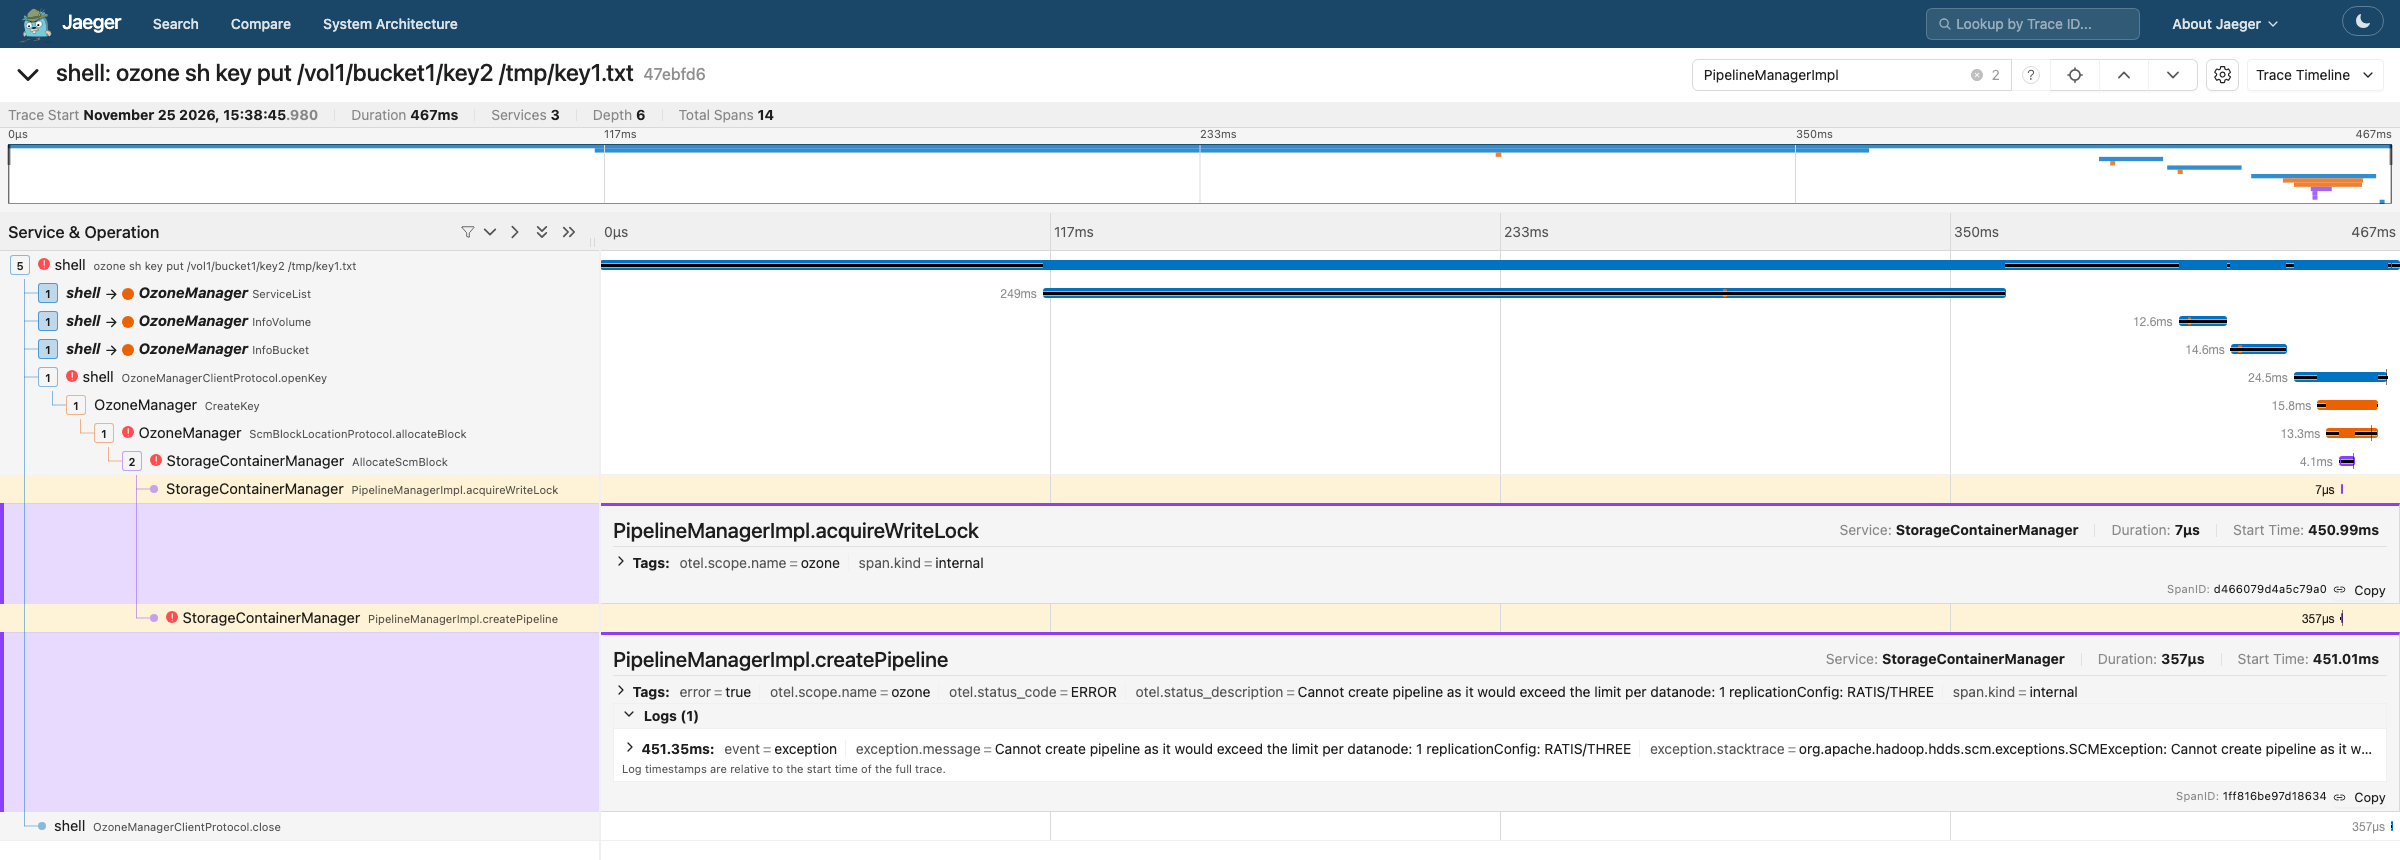 Jaeger Search Compare System Architecture Lookup by Trace ID... About Jaeger
shell: ozone sh key put /vol1/bucket1/key2 /tmp/key1.txt 47ebfd6 PipelineManagerImpl 2 ? Trace Timeline
Trace Start November 25 2026, 15:38:45.980 Duration 467ms Services 3 Depth 6 Total Spans 14
0μs 117ms 233ms 350ms 467ms
Service & Operation 0μs 117ms 233ms 350ms 467ms
5 shell ozone sh key put /vol1/bucket1/key2 /tmp/key1.txt
1 shell → OzoneManager ServiceList 249ms
1 shell → OzoneManager InfoVolume 12.6ms
1 shell → OzoneManager InfoBucket 14.6ms
1 shell OzoneManagerClientProtocol.openKey 24.5ms
1 OzoneManager CreateKey 15.8ms
1 OzoneManager ScmBlockLocationProtocol.allocateBlock 13.3ms
2 StorageContainerManager AllocateScmBlock 4.1ms
StorageContainerManager PipelineManagerImpl.acquireWriteLock 7μs
PipelineManagerImpl.acquireWriteLock Service: StorageContainerManager Duration: 7μs Start Time: 450.99ms
Tags: otel.scope.name = ozone span.kind = internal
SpanID: d466079d4a5c79a0 Copy
StorageContainerManager PipelineManagerImpl.createPipeline 357μs
PipelineManagerImpl.createPipeline Service: StorageContainerManager Duration: 357μs Start Time: 451.01ms
Tags: error = true otel.scope.name = ozone otel.status_code = ERROR otel.status_description = Cannot create pipeline as it would exceed the limit per datanode: 1 replicationConfig: RATIS/THREE span.kind = internal
Logs (1)
451.35ms: event = exception exception.message = Cannot create pipeline as it would exceed the limit per datanode: 1 replicationConfig: RATIS/THREE exception.stacktrace = org.apache.hadoop.hdds.scm.exceptions.SCMException: Cannot create pipeline as it w...
Log timestamps are relative to the start time of the full trace.
SpanID: 1ff816be97d18634 Copy
shell OzoneManagerClientProtocol.close 357μs